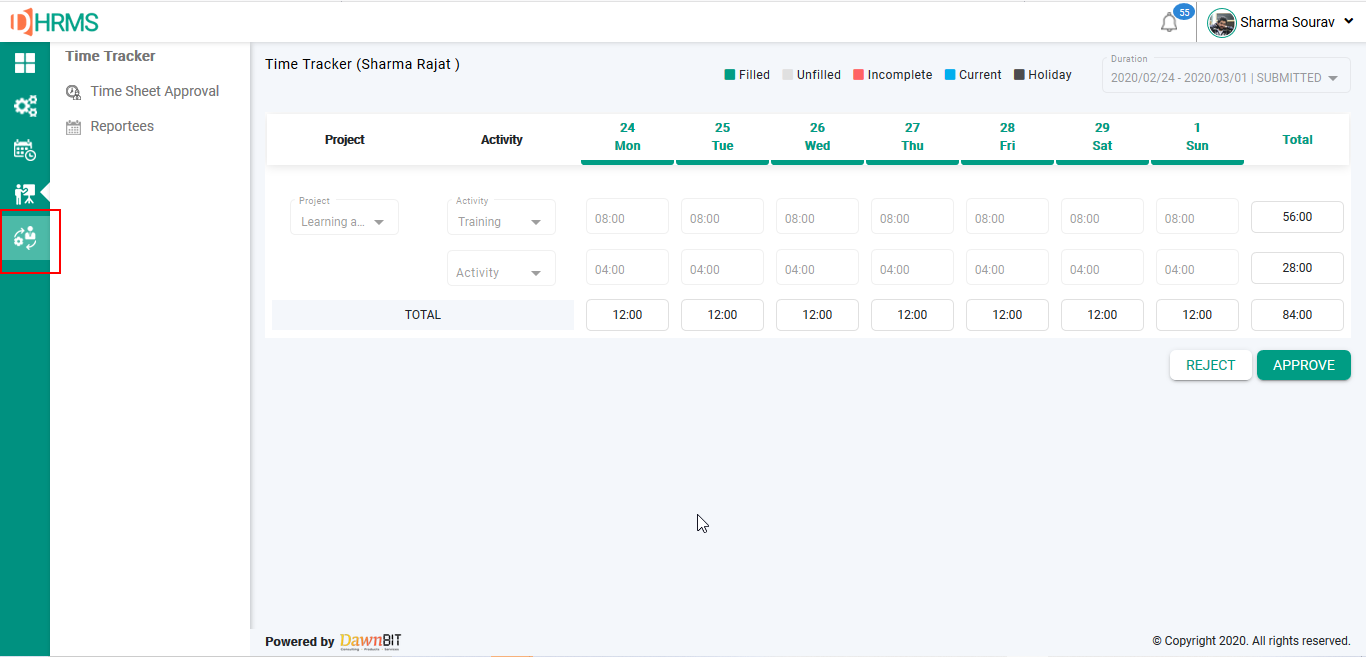 DHRMS
55
Sharma Sourav
Time Tracker
Time Sheet Approval
Reportees
Time Tracker (Sharma Rajat )
Filled Unfilled Incomplete Current Holiday
Duration
2020/02/24 - 2020/03/01 | SUBMITTED
Project Activity 24 Mon 25 Tue 26 Wed 27 Thu 28 Fri 29 Sat 1 Sun Total
Project Activity
Learning a... Training 08:00 08:00 08:00 08:00 08:00 08:00 08:00 56:00
Activity 04:00 04:00 04:00 04:00 04:00 04:00 04:00 28:00
TOTAL 12:00 12:00 12:00 12:00 12:00 12:00 12:00 84:00
REJECT APPROVE
Powered by DawnBIT
Consulting - Products - Services
© Copyright 2020. All rights reserved.